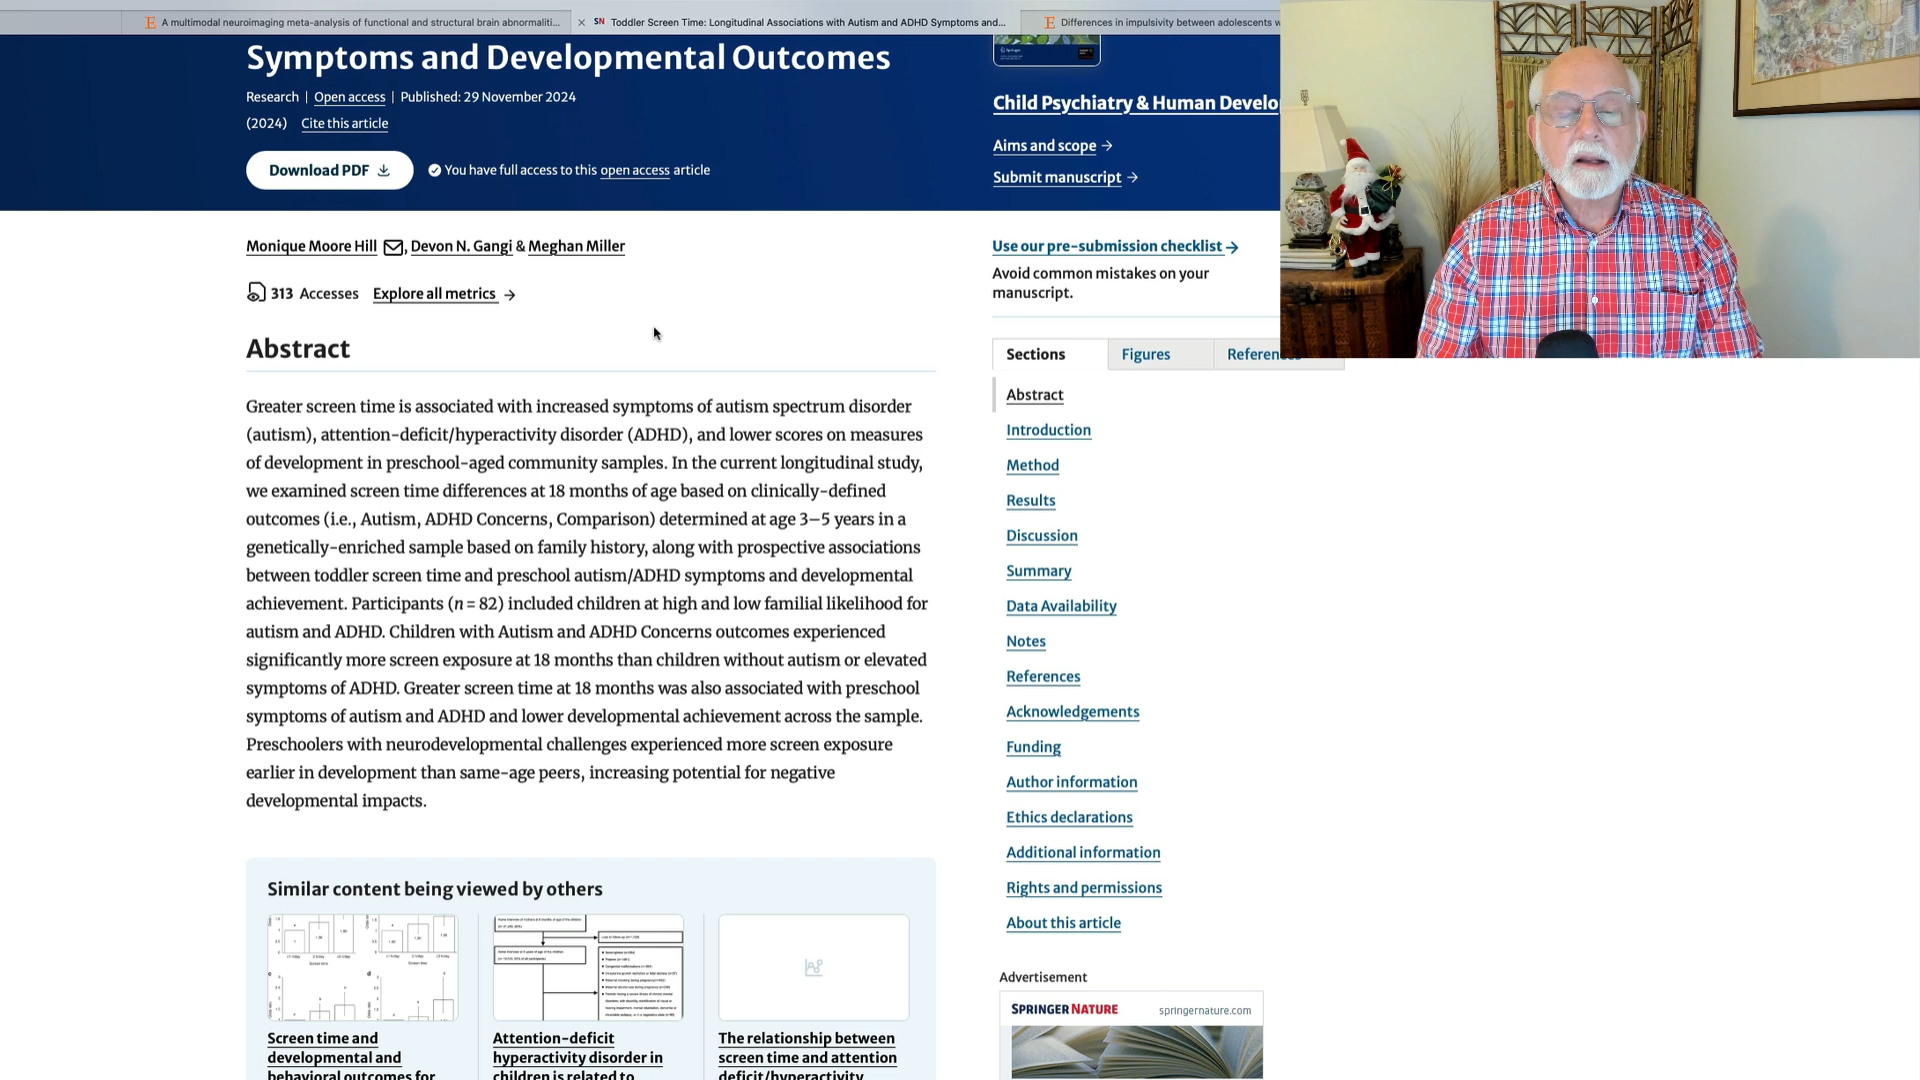 A multimodal neuroimaging meta-analysis of functional and structural brain abnormaliti...
Toddler Screen Time: Longitudinal Associations with Autism and ADHD Symptoms and...
Differences in impulsivity between adolescents w
Symptoms and Developmental Outcomes
Research | Open access | Published: 29 November 2024
(2024) Cite this article
Download PDF
You have full access to this open access article
Child Psychiatry & Human Develo
Aims and scope →
Submit manuscript →
Monique Moore Hill, Devon N. Gangi & Meghan Miller
313 Accesses Explore all metrics →
Abstract
Greater screen time is associated with increased symptoms of autism spectrum disorder
(autism), attention-deficit/hyperactivity disorder (ADHD), and lower scores on measures
of development in preschool-aged community samples. In the current longitudinal study,
we examined screen time differences at 18 months of age based on clinically-defined
outcomes (i.e., Autism, ADHD Concerns, Comparison) determined at age 3–5 years in a
genetically-enriched sample based on family history, along with prospective associations
between toddler screen time and preschool autism/ADHD symptoms and developmental
achievement. Participants (n = 82) included children at high and low familial likelihood for
autism and ADHD. Children with Autism and ADHD Concerns outcomes experienced
significantly more screen exposure at 18 months than children without autism or elevated
symptoms of ADHD. Greater screen time at 18 months was also associated with preschool
symptoms of autism and ADHD and lower developmental achievement across the sample.
Preschoolers with neurodevelopmental challenges experienced more screen exposure
earlier in development than same-age peers, increasing potential for negative
developmental impacts.
Similar content being viewed by others
Screen time and
developmental and
behavioral outcomes for
Attention-deficit
hyperactivity disorder in
children is related to
The relationship between
screen time and attention
deficit/hyperactivity
Use our pre-submission checklist →
Avoid common mistakes on your
manuscript.
Sections Figures References
Abstract
Introduction
Method
Results
Discussion
Summary
Data Availability
Notes
References
Acknowledgements
Funding
Author information
Ethics declarations
Additional information
Rights and permissions
About this article
Advertisement
SPRINGER NATURE springernature.com